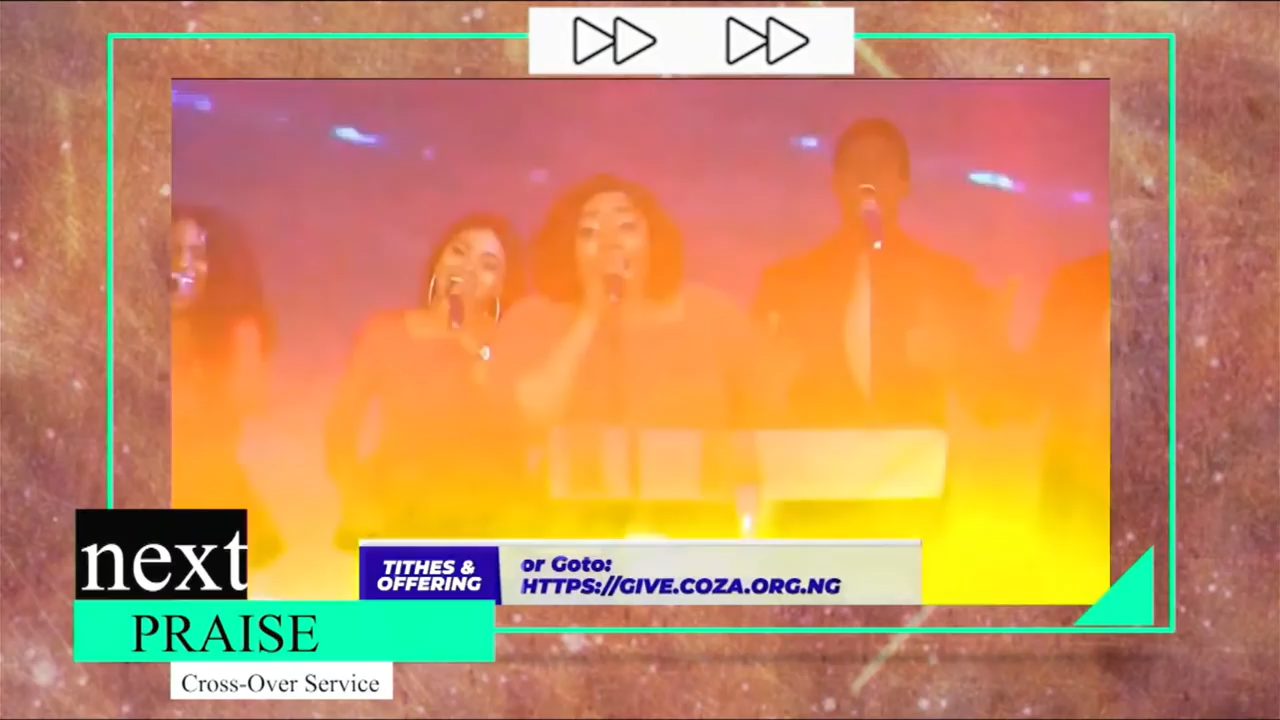 TITHES &
OFFERING
or Goto:
HTTPS://GIVE.COZA.ORG.NG
next
PRAISE
Cross-Over Service